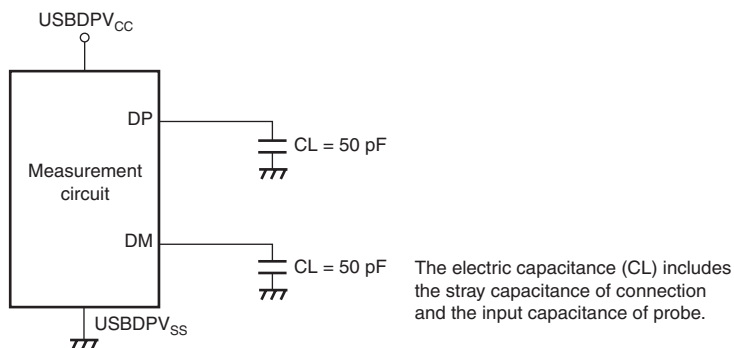 USBDPVCC
DP
CL = 50 pF
Measurement
circuit
DM
CL = 50 pF
The electric capacitance (CL) includes
the stray capacitance of connection
and the input capacitance of probe.
USBDPVSS